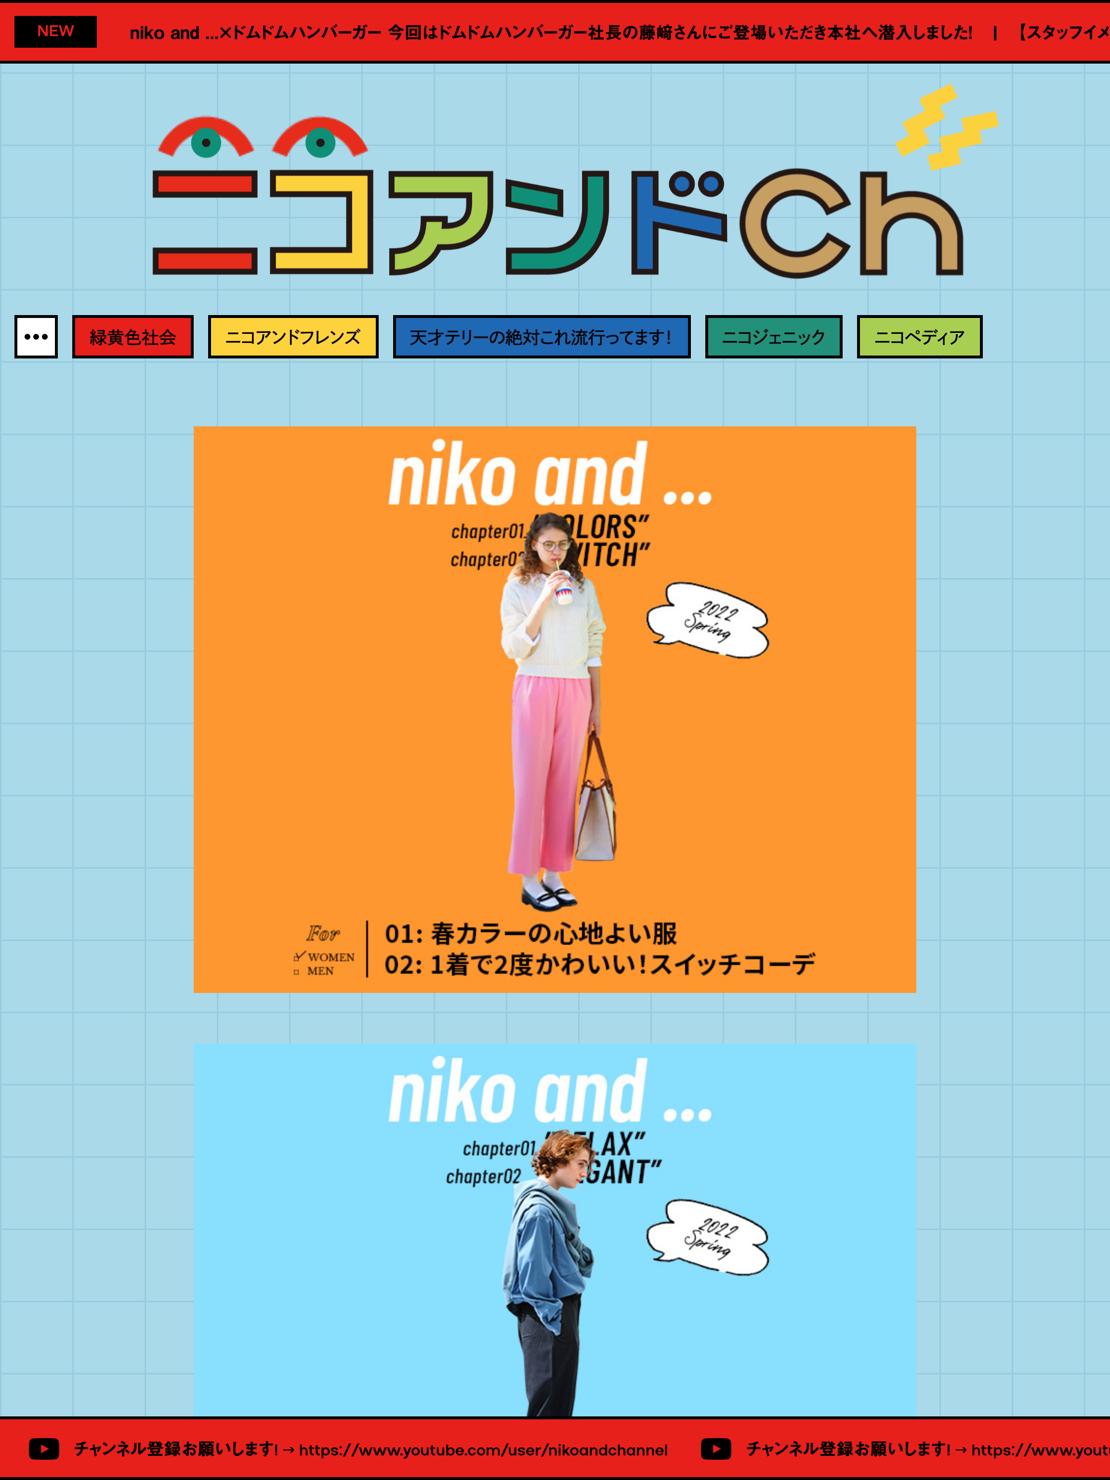 NEW
niko and ...×ドムドムハンバーガー 今回はドムドムハンバーガー社長の藤﨑さんにご登場いただき本社へ潜入しました! | 【スタッフイメ
ニコアンドCh
••• 緑黄色社会 ニコアンドフレンズ 天才テリーの絶対これ流行ってます! ニコジェニック ニコペディア
niko and ...
chapter01 OLORS”
chapter0 ITCH”
2022
Spring
For
WOMEN
MEN
01: 春カラーの心地よい服
02: 1着で2度かわいい!スイッチコーデ
niko and ...
chapter01 LAX”
chapter02 GANT”
2022
Spring
チャンネル登録お願いします! → https://www.youtube.com/user/nikoandchannel チャンネル登録お願いします! → https://www.yout